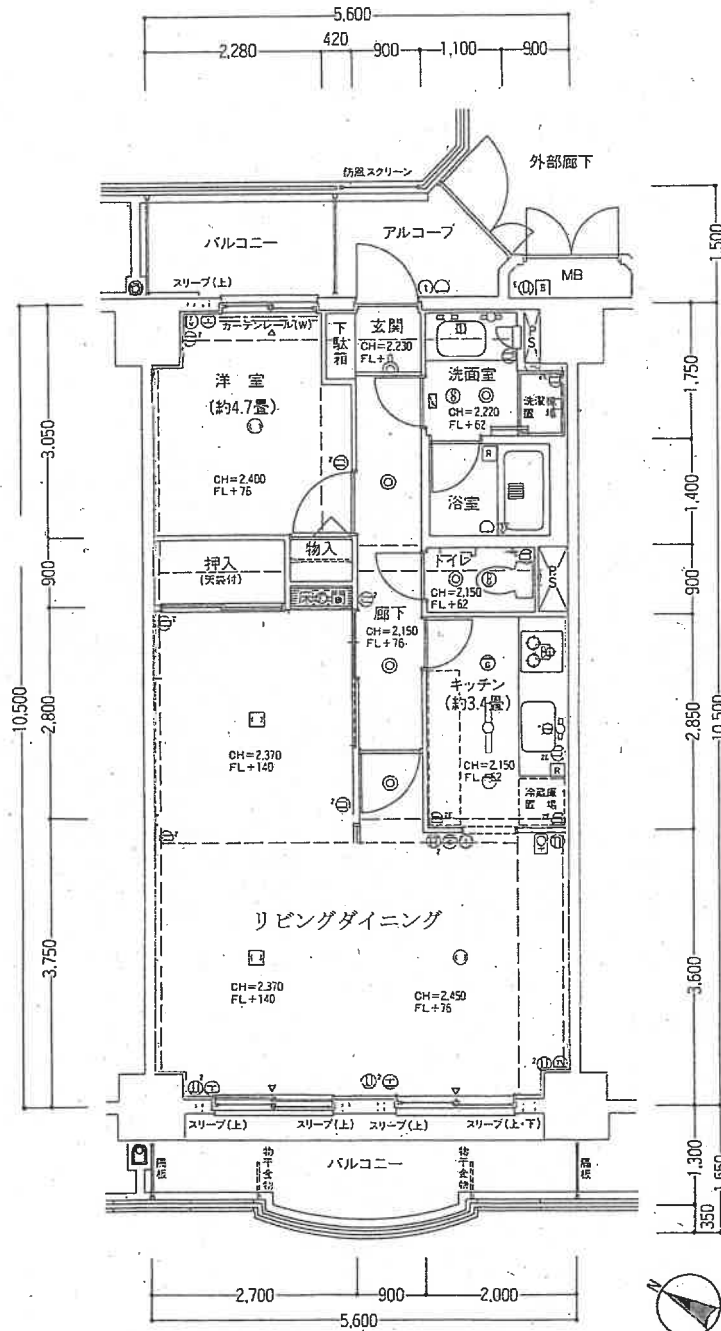 5,600
2,280
420
900
1,100
900
防風スクリーン
外部廊下
バルコニー
アルコーブ
スリーブ(上)
MB
カーテンレール(W)
下駄箱
玄関
CH=2,230
PS
洗面室
CH=2,220
FL+62
洗濯機
置場
洋室
(約4.7畳)
CH=2,400
FL+76
浴室
R
押入
(天袋付)
物入
トイレ
CH=2,150
FL+62
PS
廊下
CH=2,150
FL+76
キッチン
(約3.4畳)
CH=2,150
FL+62
R
冷蔵庫
置場
CH=2,370
FL+140
リビングダイニング
CH=2,370
FL+140
CH=2,450
FL+76
スリーブ(上)
スリーブ(上)
スリーブ(上)
スリーブ(上・下)
隔板
物干金物
バルコニー
物干金物
隔板
3,050
900
2,800
3,750
10,500
1,500
1,750
1,400
900
2,850
3,600
10,500
1,300
350
1,650
2,700
900
2,000
5,600
N